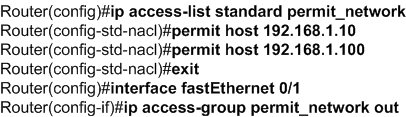 Router(config)#ip access-list standard permit_network
Router(config-std-nacl)#permit host 192.168.1.10
Router(config-std-nacl)#permit host 192.168.1.100
Router(config-std-nacl)#exit
Router(config)#interface fastEthernet 0/1
Router(config-if)#ip access-group permit_network out